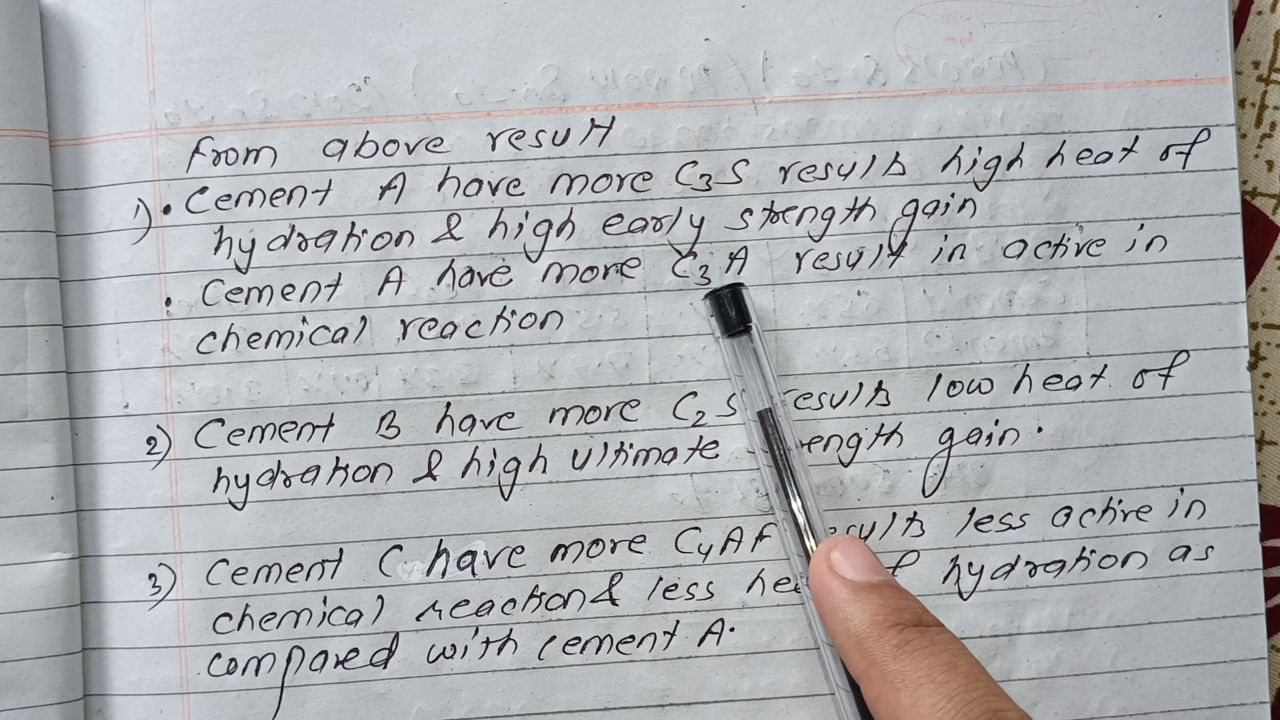 From above result
1) • Cement A have more C3S results high heat of
hydration & high early strength gain
• Cement A have more C3A result in active in
chemical reaction
2) Cement B have more C2S results low heat of
hydration & high ultimate gain.
3) Cement C have more C4AF results less active in
chemical reaction & less hydration as
compared with cement A.